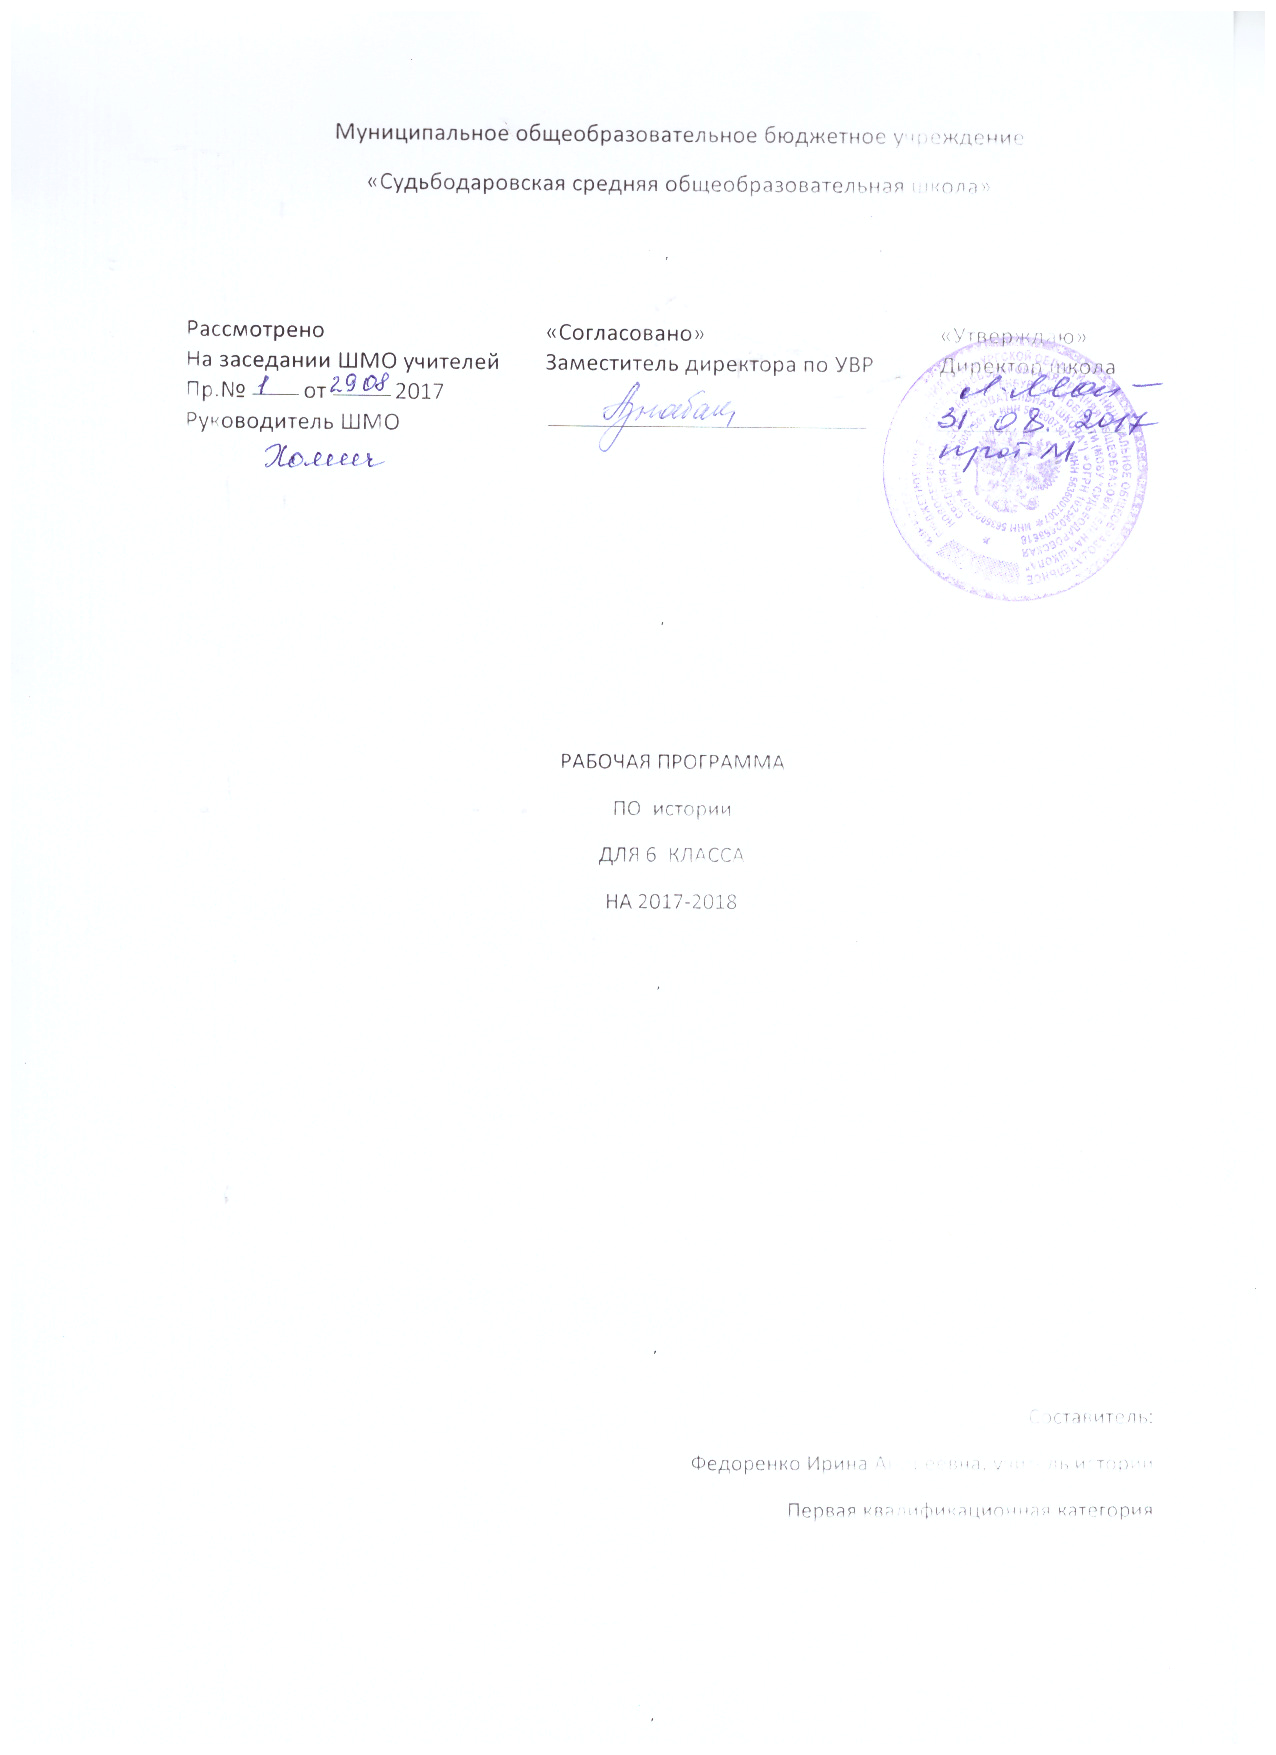 Муниципальное общеобразовательное бюджетное учреждение
«Судьбодаровская средняя общеобразовательная школа»
Рассмотрено
На заседании ШМО учителей
Пр.№ 1 от 29 08 2017
Руководитель ШМО
«Согласовано»
Заместитель директора по УВР
«Утверждаю»
Директор школа
31. 08. 2017
РАБОЧАЯ ПРОГРАММА
ПО истории
ДЛЯ 6 КЛАССА
НА 2017-2018
Составитель:
Федоренко Ирина учитель истории
Первая квалификационная категория